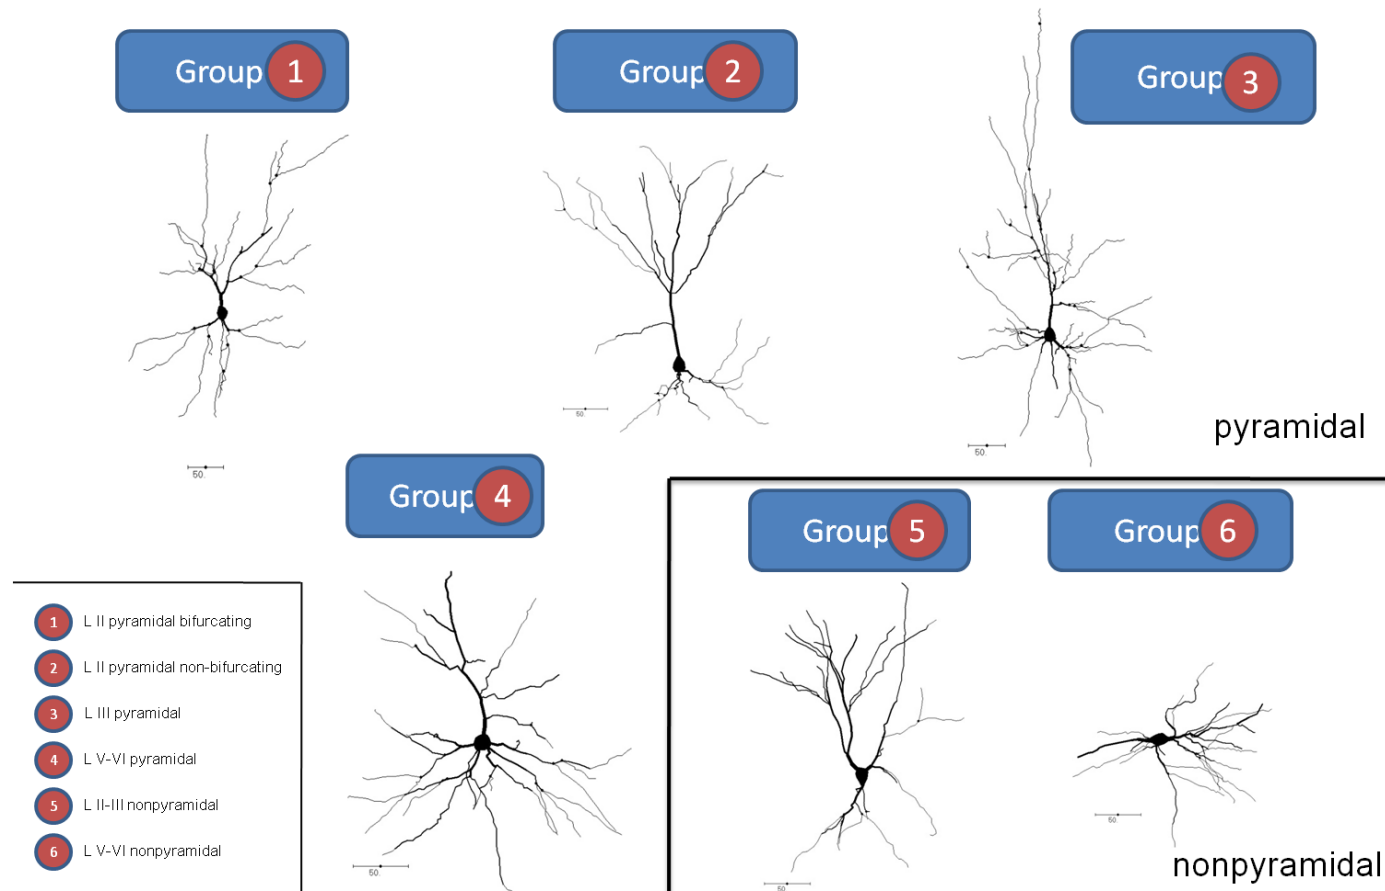 Group 1
Group 2
Group 3
50.
50.
50.
pyramidal
Group 4
Group 5
Group 6
1 L II pyramidal bifurcating
2 L II pyramidal non-bifurcating
3 L III pyramidal
4 L V-VI pyramidal
5 L II-III nonpyramidal
6 L V-VI nonpyramidal
50.
50.
50.
nonpyramidal